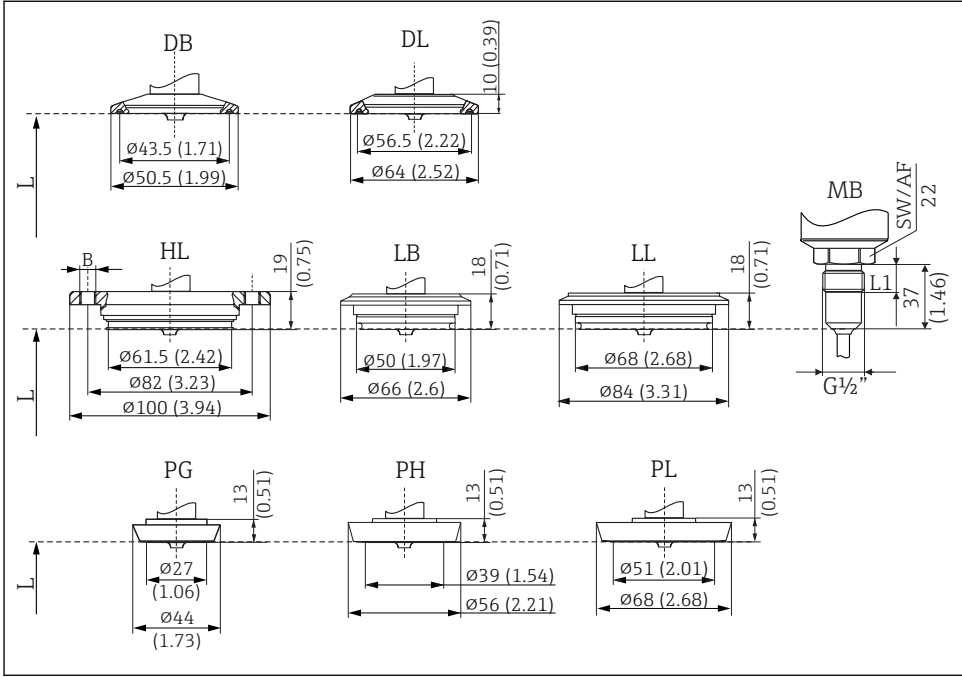 DB
DL
10 (0.39)
ø43.5 (1.71)
ø50.5 (1.99)
ø56.5 (2.22)
ø64 (2.52)
L
MB
SW/AF
22
HL
LB
LL
B
19
(0.75)
18
(0.71)
18
(0.71)
L1
37
(1.46)
ø61.5 (2.42)
ø82 (3.23)
ø100 (3.94)
ø50 (1.97)
ø66 (2.6)
ø68 (2.68)
ø84 (3.31)
G½”
L
PG
PH
PL
13
(0.51)
13
(0.51)
13
(0.51)
ø27
(1.06)
ø44
(1.73)
ø39 (1.54)
ø56 (2.21)
ø51 (2.01)
ø68 (2.68)
L